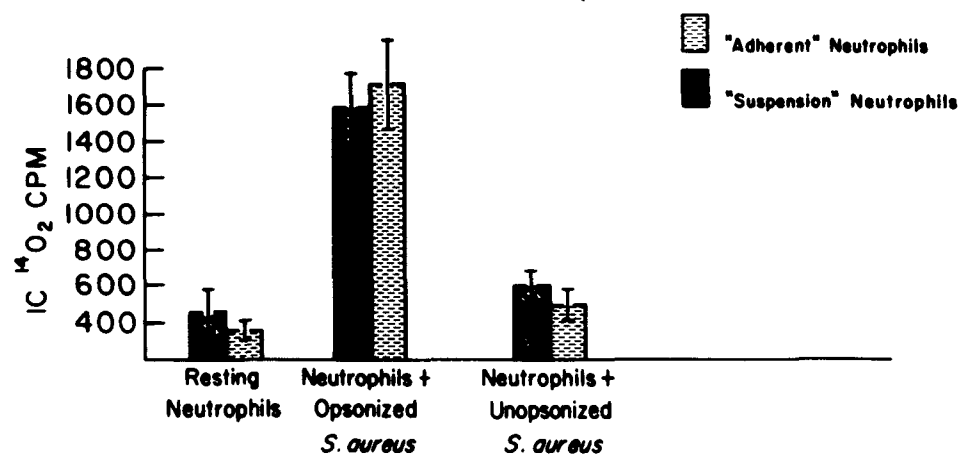 "Adherent" Neutrophils
"Suspension" Neutrophils
IC ¹⁴O₂ CPM
1800
1600
1400
1200
1000
800
600
400
Resting
Neutrophils
Neutrophils +
Opsonized
S. aureus
Neutrophils +
Unopsonized
S. aureus